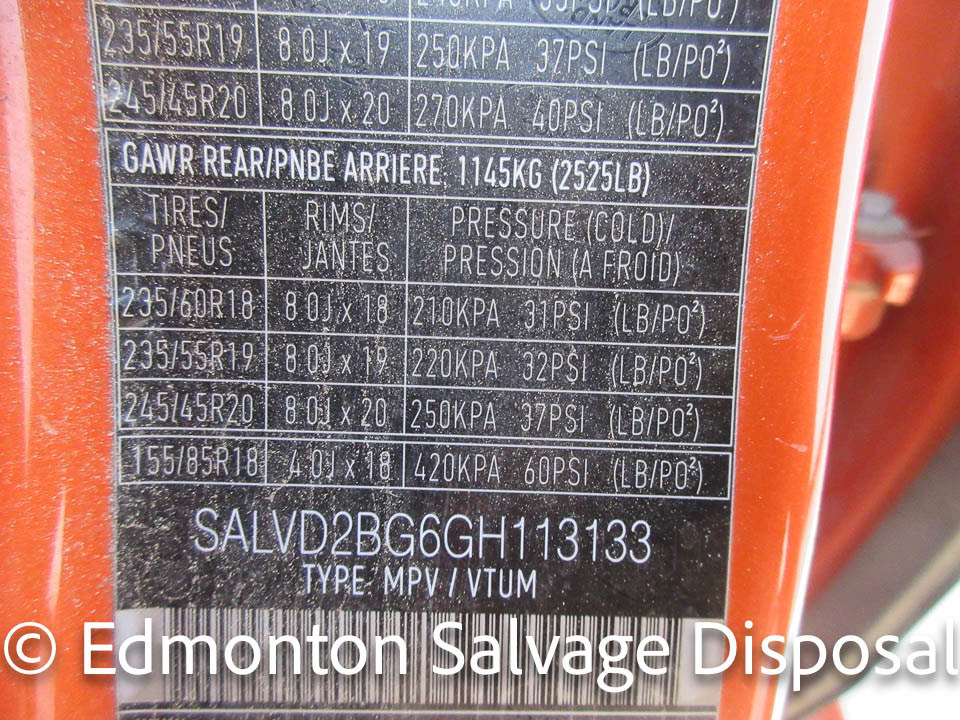 235/55R19 8.0J x 19 250KPA 37PSI (LB/PO²)
245/45R20 8.0J x 20 270KPA 40PSI (LB/PO²)
GAWR REAR/PNBE ARRIERE. 1145KG (2525LB)
TIRES/ RIMS/ PRESSURE (COLD)/
PNEUS JANTES PRESSION (A FROID)
235/60R18 8.0J x 18 210KPA 31PSI (LB/PO²)
235/55R19 8.0J x 19 220KPA 32PSI (LB/PO²)
245/45R20 8.0J x 20 250KPA 37PSI (LB/PO²)
155/85R18 4.0J x 18 420KPA 60PSI (LB/PO²)
SALVD2BG6GH113133
TYPE MPV / VTUM
© Edmonton Salvage Disposal